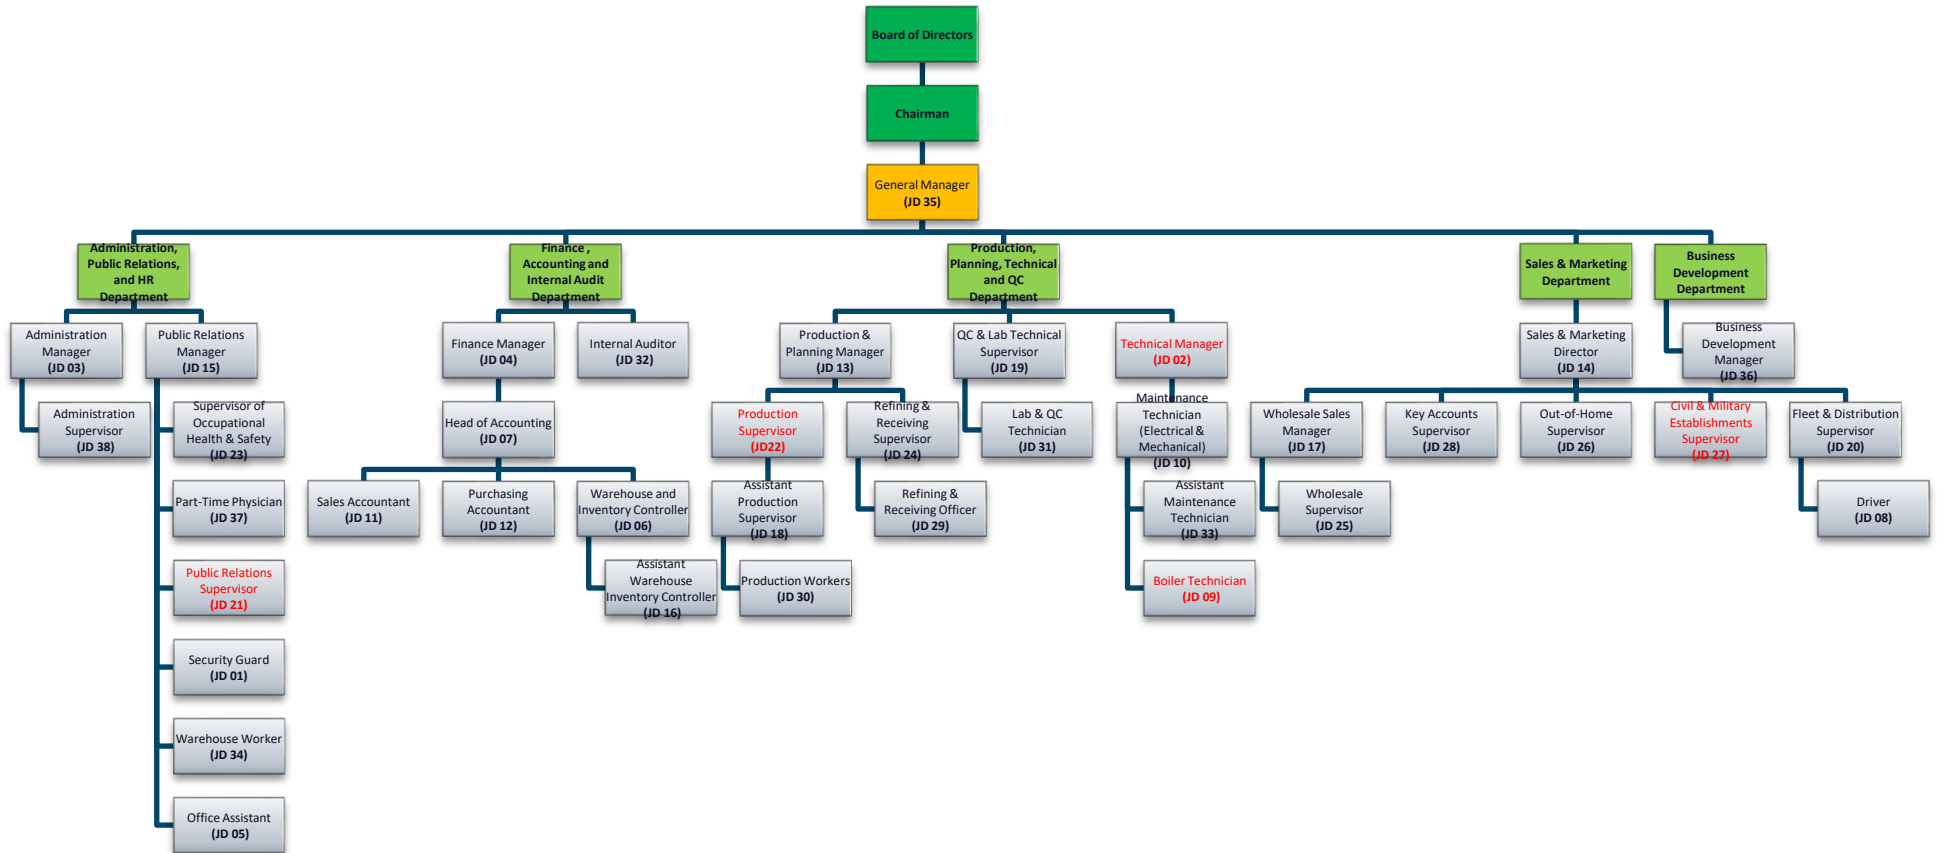 Board of Directors
Chairman
General Manager
(JD 35)
Administration,
Public Relations,
and HR
Department
Finance ,
Accounting and
Internal Audit
Department
Production,
Planning, Technical
and QC
Department
Sales & Marketing
Department
Business
Development
Department
Administration
Manager
(JD 03)
Public Relations
Manager
(JD 15)
Finance Manager
(JD 04)
Internal Auditor
(JD 32)
Production &
Planning Manager
(JD 13)
QC & Lab Technical
Supervisor
(JD 19)
Technical Manager
(JD 02)
Sales & Marketing
Director
(JD 14)
Business
Development
Manager
(JD 36)
Administration
Supervisor
(JD 38)
Supervisor of
Occupational
Health & Safety
(JD 23)
Head of Accounting
(JD 07)
Production
Supervisor
(JD22)
Refining &
Receiving
Supervisor
(JD 24)
Lab & QC
Technician
(JD 31)
Maintenance
Technician
(Electrical &
Mechanical)
(JD 10)
Wholesale Sales
Manager
(JD 17)
Key Accounts
Supervisor
(JD 28)
Out-of-Home
Supervisor
(JD 26)
Civil & Military
Establishments
Supervisor
(JD 27)
Fleet & Distribution
Supervisor
(JD 20)
Part-Time Physician
(JD 37)
Sales Accountant
(JD 11)
Purchasing
Accountant
(JD 12)
Warehouse and
Inventory Controller
(JD 06)
Assistant
Production
Supervisor
(JD 18)
Refining &
Receiving Officer
(JD 29)
Assistant
Maintenance
Technician
(JD 33)
Wholesale
Supervisor
(JD 25)
Driver
(JD 08)
Public Relations
Supervisor
(JD 21)
Assistant
Warehouse
Inventory Controller
(JD 16)
Production Workers
(JD 30)
Boiler Technician
(JD 09)
Security Guard
(JD 01)
Warehouse Worker
(JD 34)
Office Assistant
(JD 05)